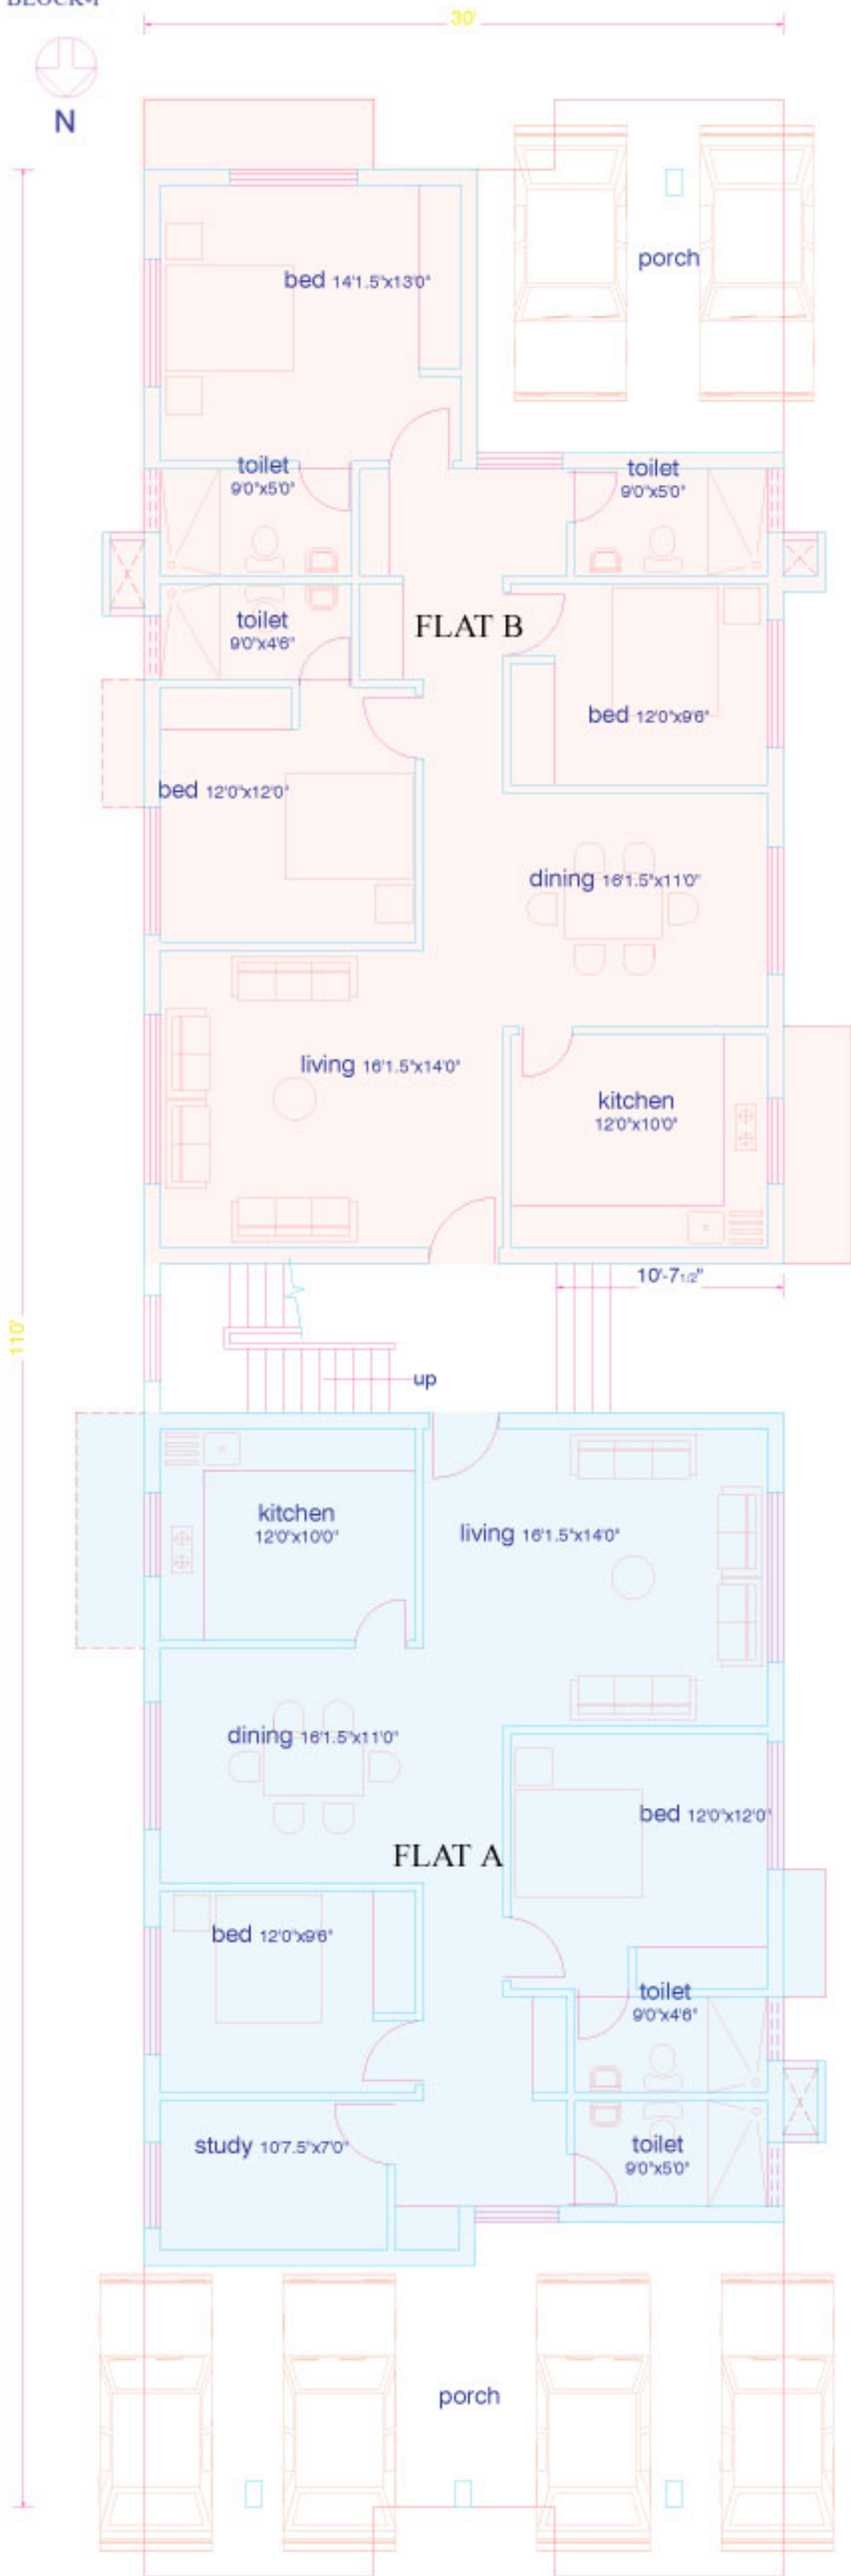 BLOCK-1
30'
N
110'
porch
bed 14'1.5"x13'0"
toilet
9'0"x5'0"
toilet
9'0"x5'0"
toilet
9'0"x4'6"
FLAT B
bed 12'0"x9'6"
bed 12'0"x12'0"
dining 16'1.5"x11'0"
living 16'1.5"x14'0"
kitchen
12'0"x10'0"
10'-7 1/2"
up
kitchen
12'0"x10'0"
living 16'1.5"x14'0"
dining 16'1.5"x11'0"
bed 12'0"x12'0"
FLAT A
bed 12'0"x9'6"
toilet
9'0"x4'6"
study 10'7.5"x7'0"
toilet
9'0"x5'0"
porch